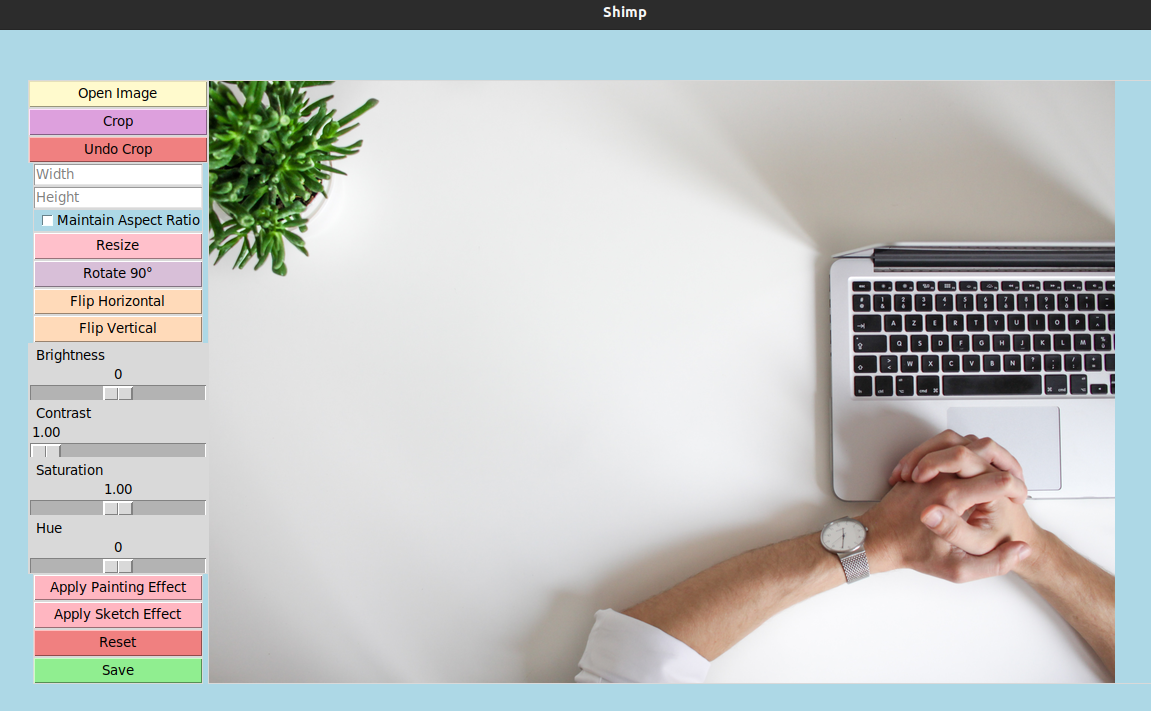 Shimp
Open Image
Crop
Undo Crop
Width
Height
Maintain Aspect Ratio
Resize
Rotate 90°
Flip Horizontal
Flip Vertical
Brightness
0
Contrast
1.00
Saturation
1.00
Hue
0
Apply Painting Effect
Apply Sketch Effect
Reset
Save
A Z E R T Y U I O P
Q S D F G H J K L M
W X C V B N